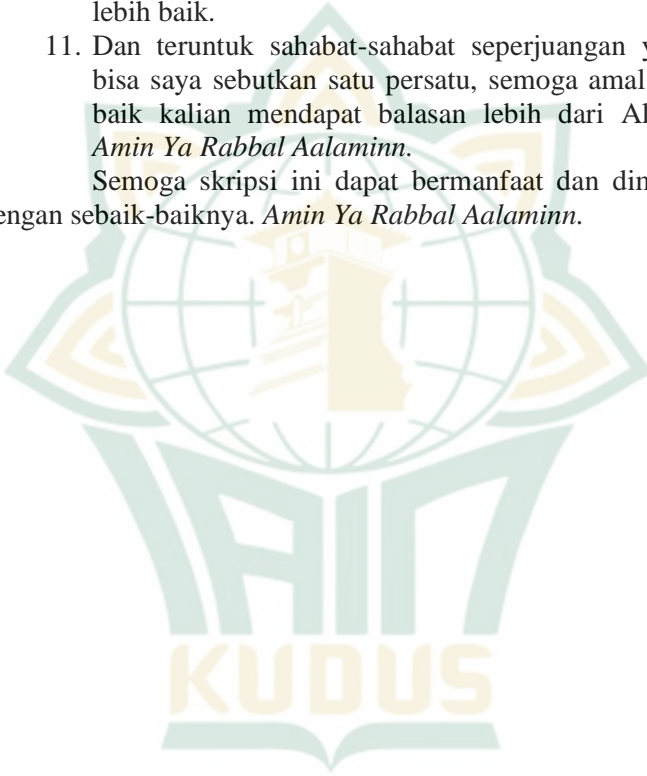 lebih baik.
11. Dan teruntuk sahabat-sahabat seperjuangan
bisa saya sebutkan satu persatu, semoga amal
baik kalian mendapat balasan lebih dari
Amin Ya Rabbal Aalaminn.
Semoga skripsi ini dapat bermanfaat dan
sebaik-baiknya. Amin Ya Rabbal Aalaminn.
IAIN
KUDUS